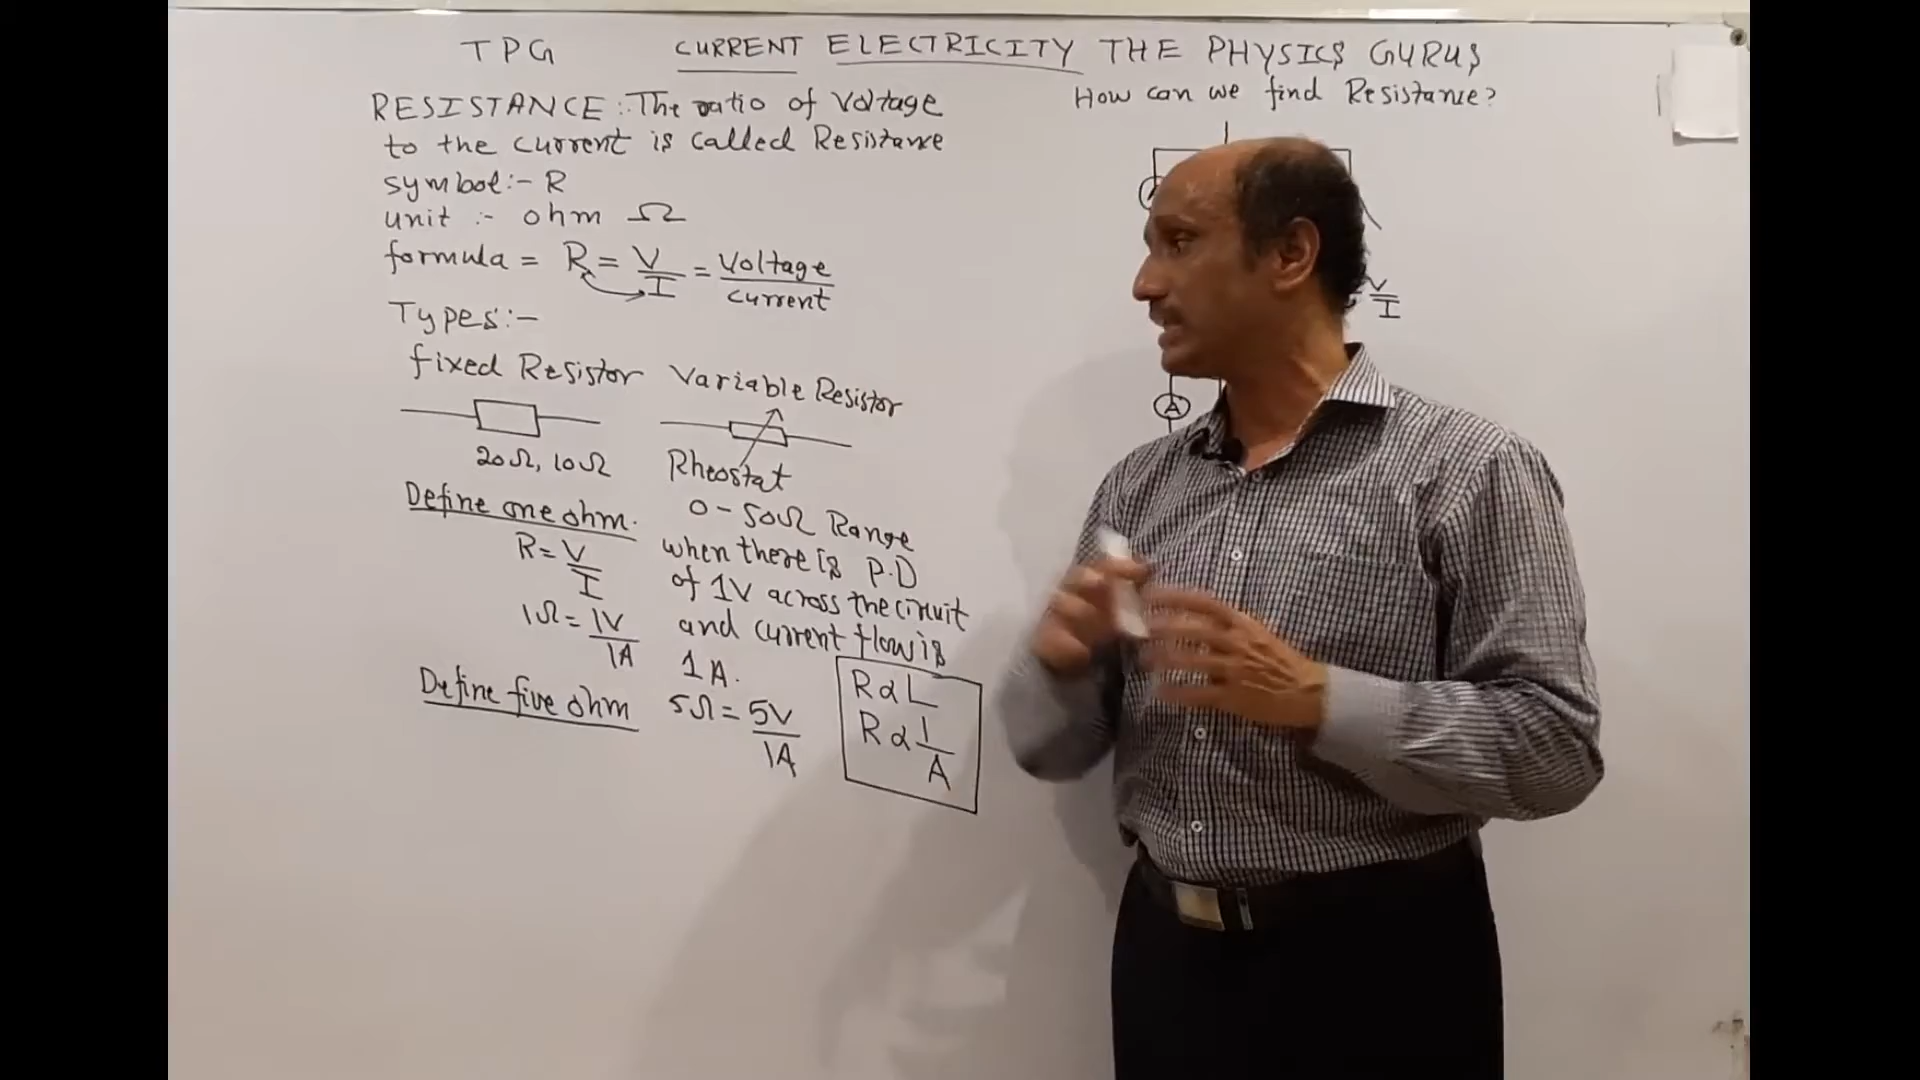 TPG CURRENT ELECTRICITY THE PHYSICS GURUS
RESISTANCE:- The ratio of Voltage
to the current is called Resistance
symbol:- R
unit :- ohm Ω
formula = R = V/I = Voltage/current
Types:-
fixed Resistor Variable Resistor
20Ω, 10Ω Rheostat
0-50Ω Range
Define one ohm.
R = V/I
1Ω = 1V/1A
when there is P.D
of 1V across the circuit
and current flow is
1A.
Define five ohm 5Ω = 5V/1A
R α L
R α 1/A
How can we find Resistance?
V/I
A